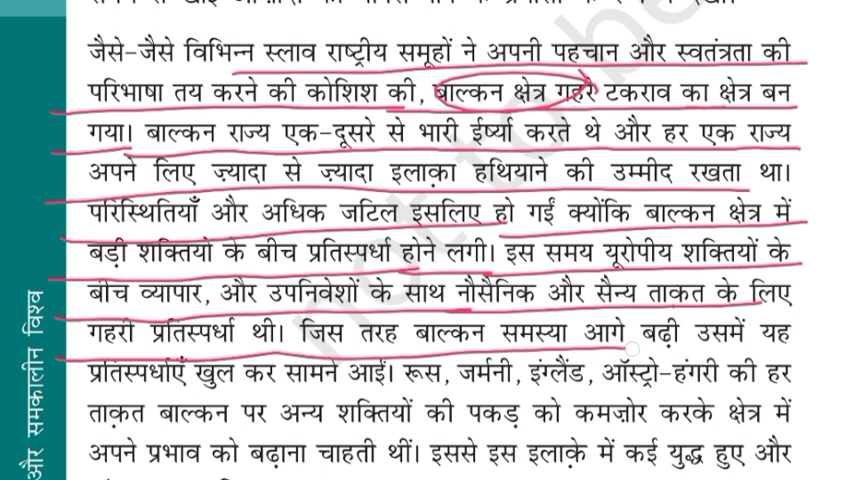 जैसे-जैसे विभिन्न स्लाव राष्ट्रीय समूहों ने अपनी पहचान और स्वतंत्रता की
परिभाषा तय करने की कोशिश की, बाल्कन क्षेत्र गहरे टकराव का क्षेत्र बन
गया। बाल्कन राज्य एक-दूसरे से भारी ईर्ष्या करते थे और हर एक राज्य
अपने लिए ज़्यादा से ज़्यादा इलाक़ा हथियाने की उम्मीद रखता था।
परिस्थितियाँ और अधिक जटिल इसलिए हो गईं क्योंकि बाल्कन क्षेत्र में
बड़ी शक्तियों के बीच प्रतिस्पर्धा होने लगी। इस समय यूरोपीय शक्तियों के
बीच व्यापार, और उपनिवेशों के साथ नौसैनिक और सैन्य ताक़त के लिए
गहरी प्रतिस्पर्धा थी। जिस तरह बाल्कन समस्या आगे बढ़ी उसमें यह
प्रतिस्पर्धाएँ खुल कर सामने आईं। रूस, जर्मनी, इंग्लैंड, ऑस्ट्रो-हंगरी की हर
ताक़त बाल्कन पर अन्य शक्तियों की पकड़ को कमज़ोर करके क्षेत्र में
अपने प्रभाव को बढ़ाना चाहती थीं। इससे इस इलाक़े में कई युद्ध हुए और
और समकालीन विश्व
not to be